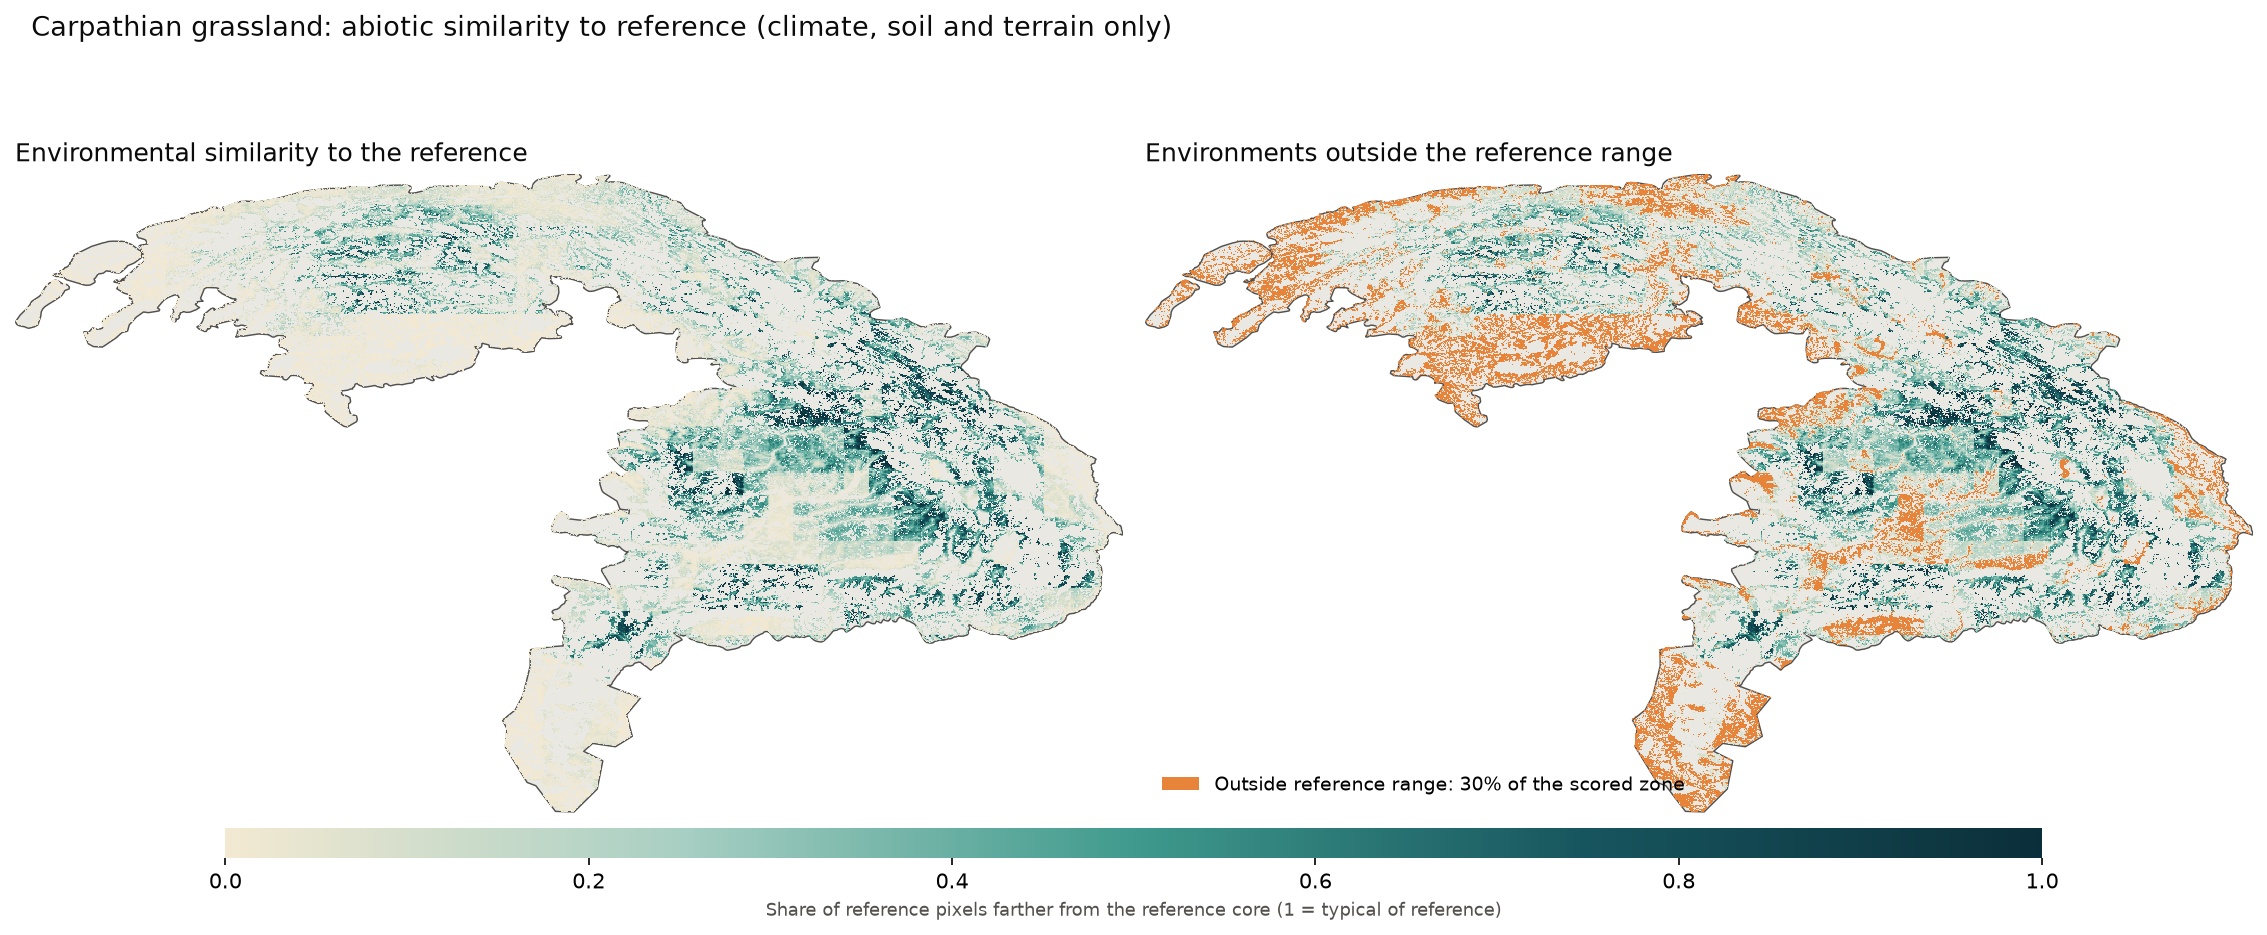 Carpathian grassland: abiotic similarity to reference (climate, soil and terrain only)
Environmental similarity to the reference
Environments outside the reference range
Outside reference range: 30% of the scored zone
0.0 0.2 0.4 0.6 0.8 1.0
Share of reference pixels farther from the reference core (1 = typical of reference)